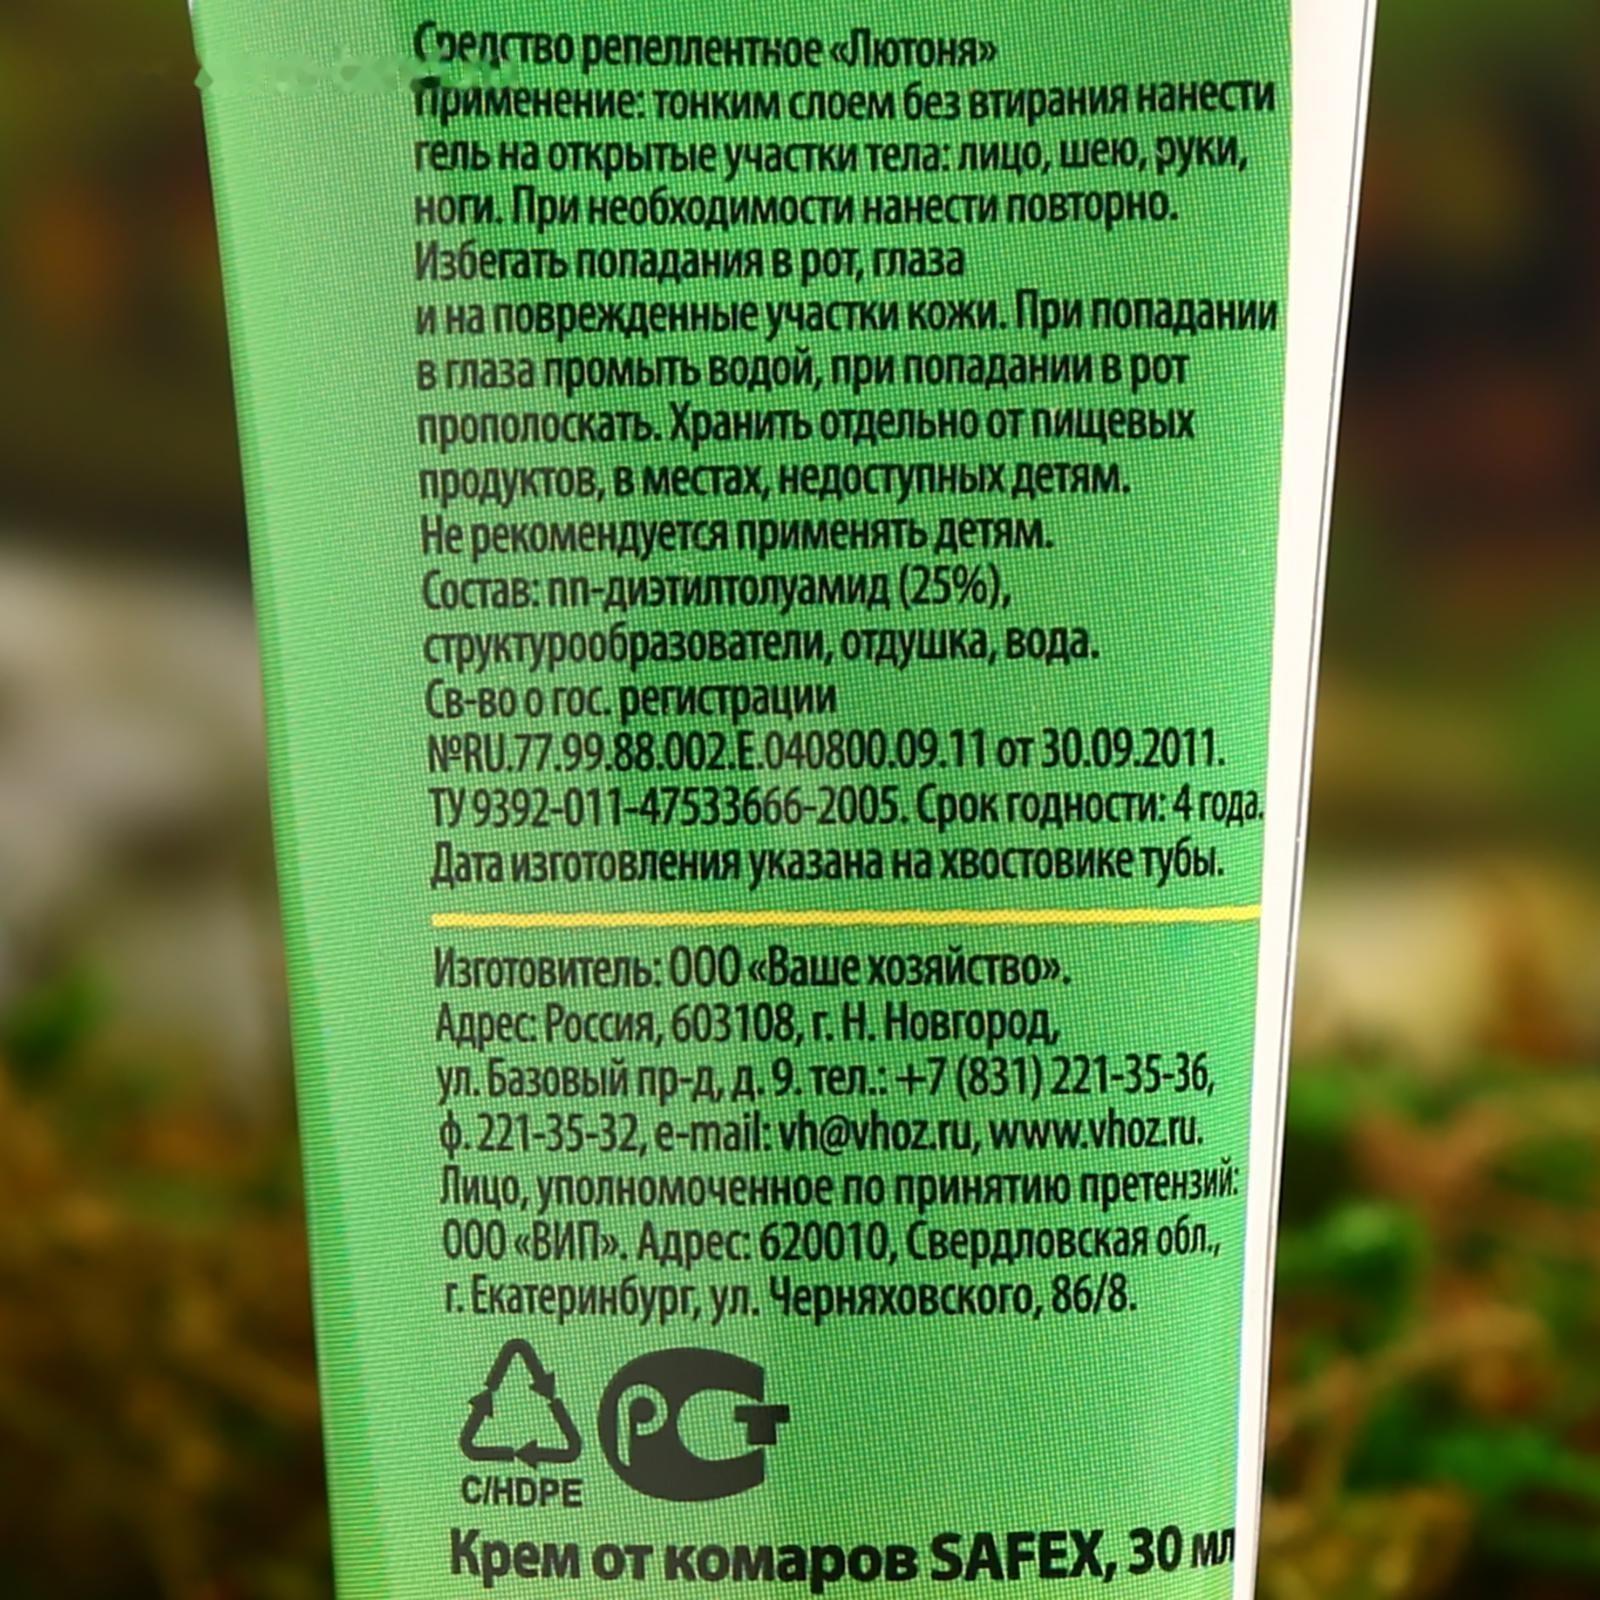 Средство репеллентное «Лютоня»
Применение: тонким слоем без втирания нанести
гель на открытые участки тела: лицо, шею, руки,
ноги. При необходимости нанести повторно.
Избегать попадания в рот, глаза
и на поврежденные участки кожи. При попадании
в глаза промыть водой, при попадании в рот
прополоскать. Хранить отдельно от пищевых
продуктов, в местах, недоступных детям.
Не рекомендуется применять детям.
Состав: nn-диэтилтолуамид (25%),
структурообразователи, отдушка, вода.
Св-во о гос. регистрации
№RU.77.99.88.002.Е.040800.09.11 от 30.09.2011.
ТУ 9392-011-47533666-2005. Срок годности: 4 года.
Дата изготовления указана на хвостовике тубы.
Изготовитель: ООО «Ваше хозяйство».
Адрес: Россия, 603108, г. Н. Новгород,
ул. Базовый пр-д, д. 9. тел.: +7 (831) 221-35-36,
ф. 221-35-32, e-mail: vh@vhoz.ru, www.vhoz.ru.
Лицо, уполномоченное по принятию претензий:
ООО «ВИП». Адрес: 620010, Свердловская обл.,
г. Екатеринбург, ул. Черняховского, 86/8.
РСТ
C/HDPE
Крем от комаров SAFEX, 30 мл